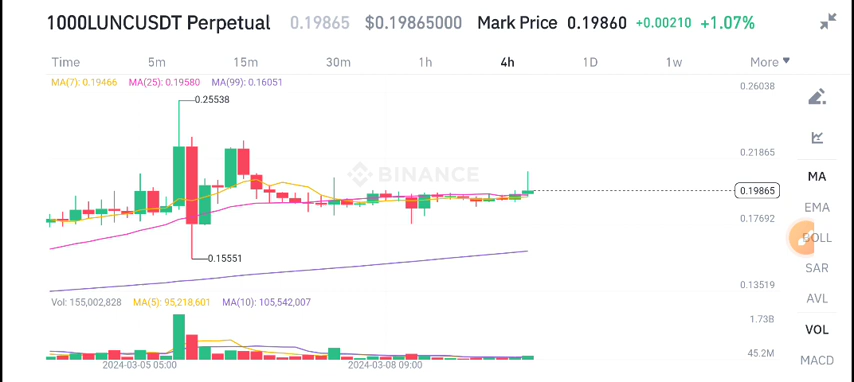 1000LUNCUSDT Perpetual 0.19865 $0.19865000 Mark Price 0.19860 +0.00210 +1.07%
Time 5m 15m 30m 1h 4h 1D 1w More
MA(7): 0.19466 MA(25): 0.19580 MA(99): 0.16051
0.26038
0.25538
0.21865
MA
BINANCE
0.19865
EMA
0.17692
BOLL
0.15551
SAR
0.13519
AVL
Vol: 155,002,828 MA(5): 95,218,601 MA(10): 105,542,007
1.73B
VOL
45.2M
MACD
2024-03-05 05:00 2024-03-08 09:00